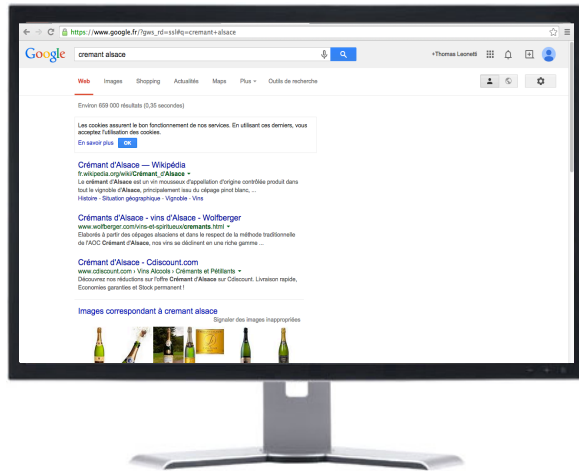 https://www.google.fr/?gws_rd=ssl#q=cremant+alsace
Google cremant alsace +Thomas Leonetti
Web Images Shopping Actualités Maps Plus Outils de recherche
Environ 659 000 résultats (0,35 secondes)
Les cookies assurent le bon fonctionnement de nos services. En utilisant ces derniers, vous
acceptez l'utilisation des cookies.
En savoir plus OK
Crémant d'Alsace — Wikipédia
fr.wikipedia.org/wiki/Crémant_d'Alsace
Le crémant d'Alsace est un vin mousseux d'appellation d'origine contrôlée produit dans
tout le vignoble d'Alsace, principalement issu du cépage pinot blanc, ...
Histoire - Situation géographique - Vignoble - Vins
Crémants d'Alsace - vins d'Alsace - Wolfberger
www.wolfberger.com/vins-et-spiritueux/cremants.html
Elaborés à partir des cépages alsaciens et dans le respect de la méthode traditionnelle
de l'AOC Crémant d'Alsace, nos vins se déclinent en une riche gamme ...
Crémant d'Alsace - Cdiscount.com
www.cdiscount.com › Vins Alcools › Crémants et Pétillants
Découvrez nos réductions sur l'offre Crémant d'Alsace sur Cdiscount. Livraison rapide,
Economies garanties et Stock permanent !
Images correspondant à cremant alsace
Signaler des images inappropriées